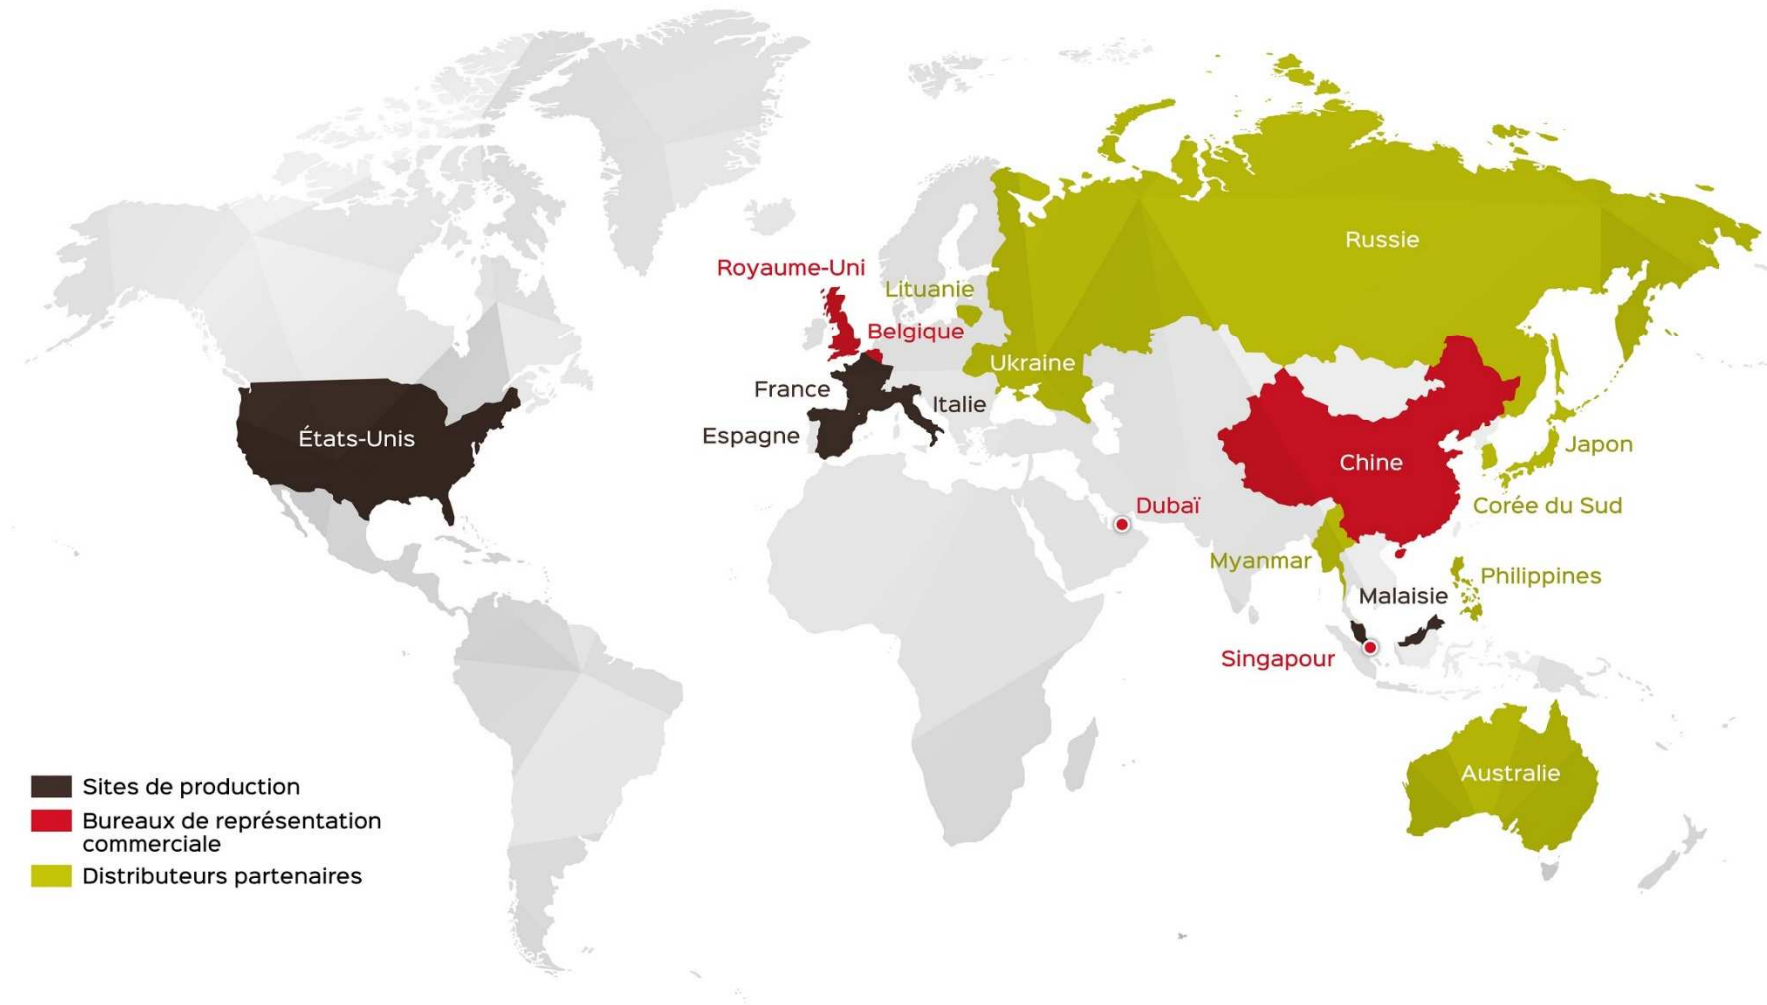 Russie
Royaume-Uni
Lituanie
Belgique
Ukraine
France
Italie
États-Unis
Espagne
Japon
Chine
Dubaï
Corée du Sud
Myanmar
Philippines
Malaisie
Singapour
Australie
Sites de production
Bureaux de représentation
commerciale
Distributeurs partenaires